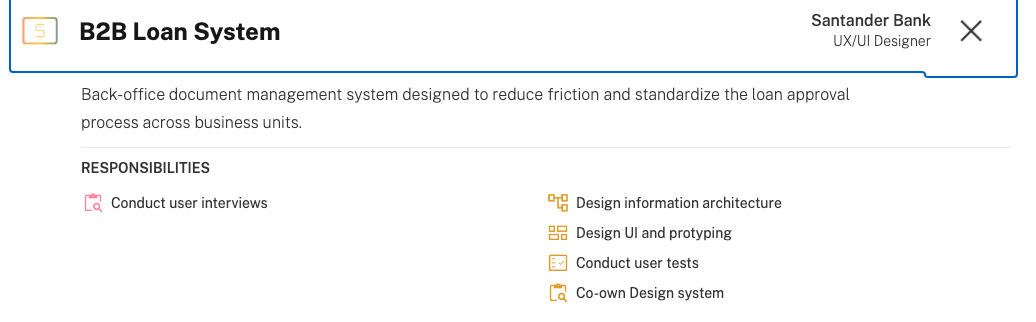 $
B2B Loan System
Santander Bank
UX/UI Designer
Back-office document management system designed to reduce friction and standardize the loan approval
process across business units.
RESPONSIBILITIES
Conduct user interviews
Design information architecture
Design UI and protyping
Conduct user tests
Co-own Design system